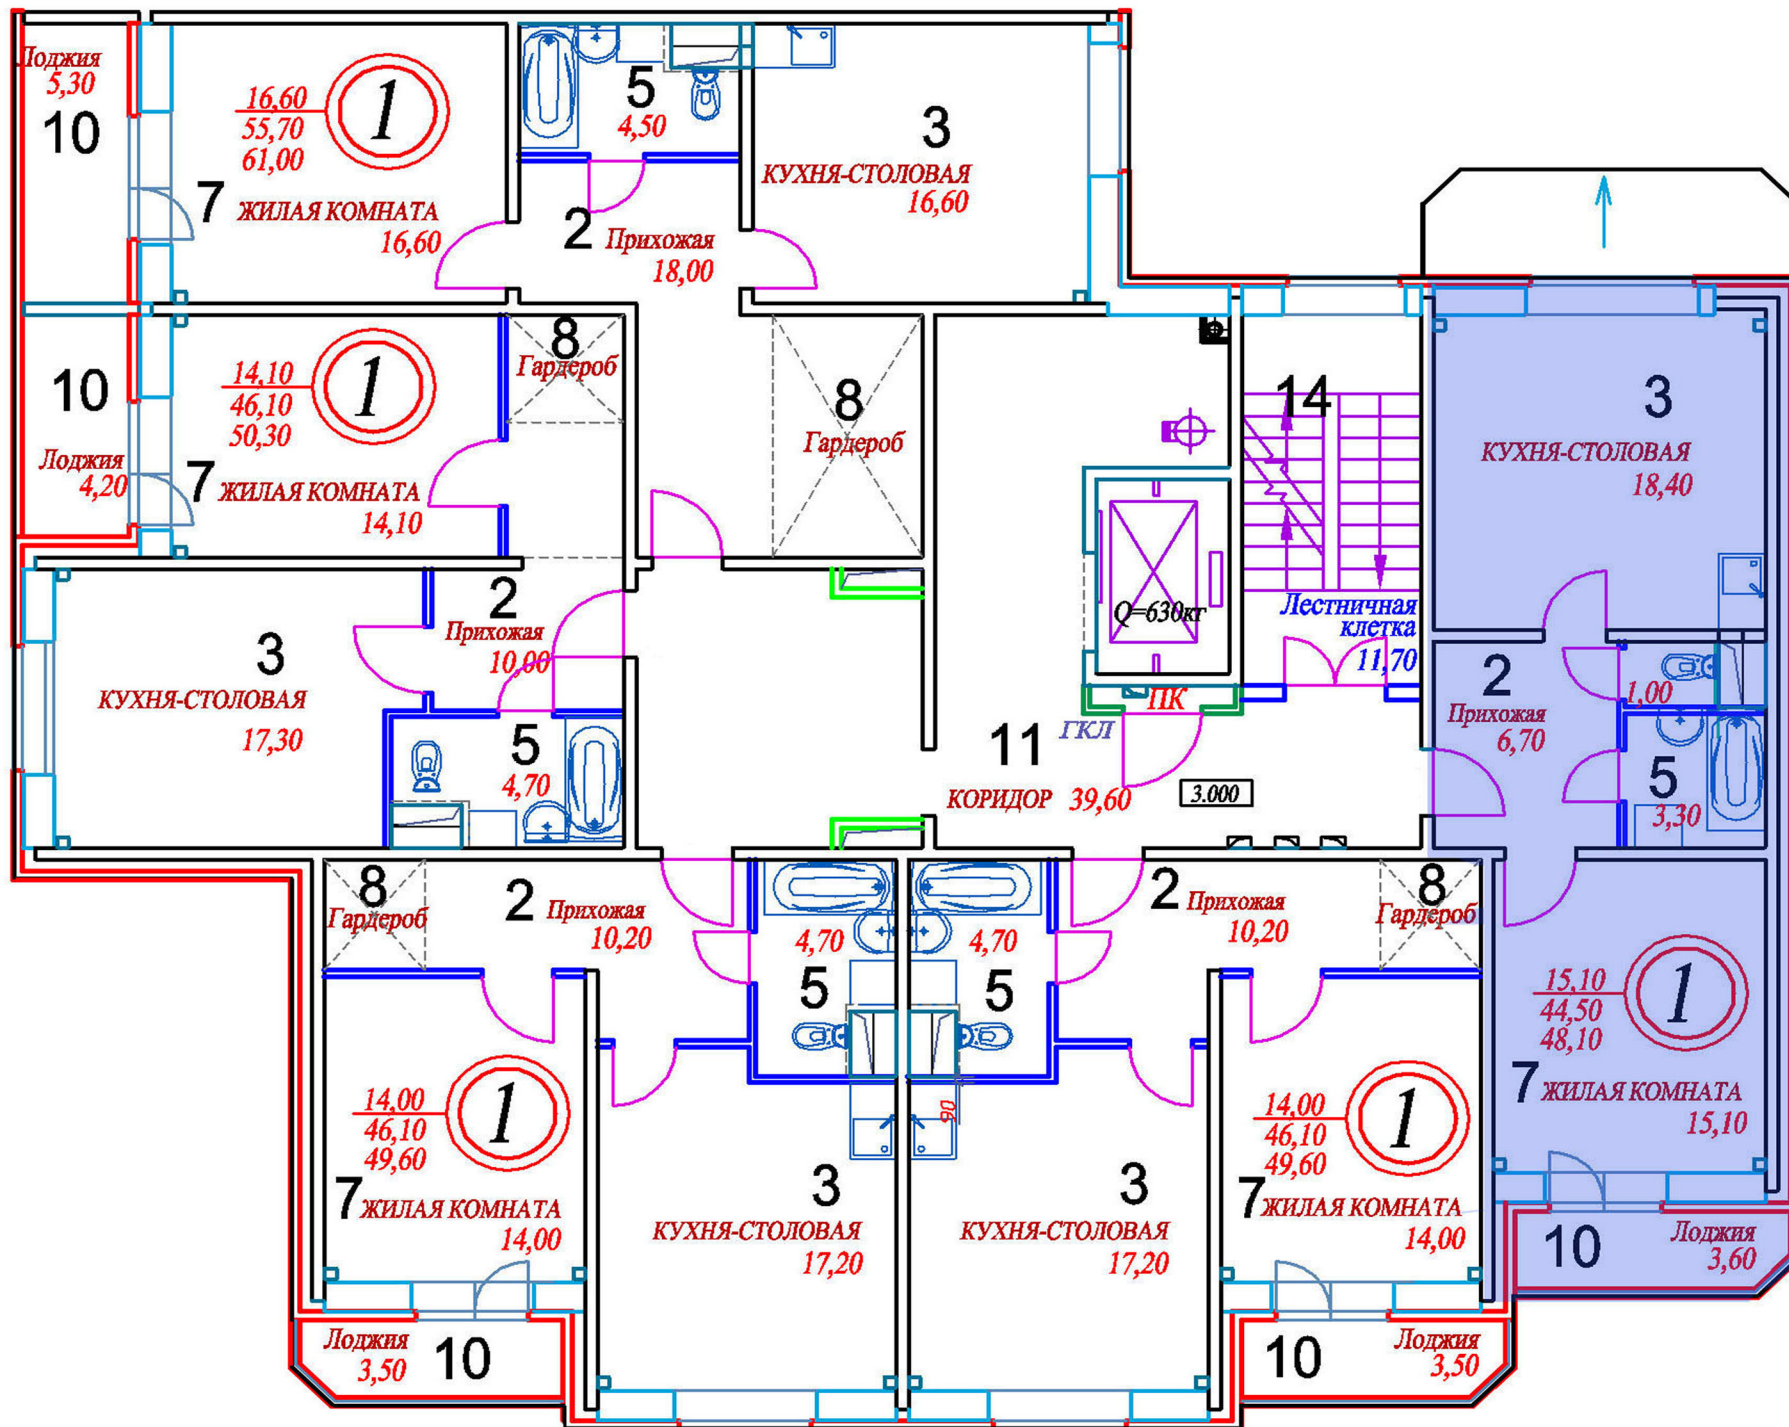 Лоджия
5,30
10
16,60
55,70
61,00
1
7 ЖИЛАЯ КОМНАТА
16,60
5
4,50
2 Прихожая
18,00
3
КУХНЯ-СТОЛОВАЯ
16,60
10
Лоджия
4,20
14,10
46,10
50,30
1
7 ЖИЛАЯ КОМНАТА
14,10
8
Гардероб
8
Гардероб
14
Лестничная
клетка
11,70
Q=630кг
ПК
ГКЛ
3
КУХНЯ-СТОЛОВАЯ
18,40
3
КУХНЯ-СТОЛОВАЯ
17,30
2
Прихожая
10,00
5
4,70
11
КОРИДОР 39,60
3.000
2
Прихожая
6,70
1,00
5
3,30
8
Гардероб
2 Прихожая
10,20
4,70
5
4,70
5
2 Прихожая
10,20
8
Гардероб
14,00
46,10
49,60
1
7 ЖИЛАЯ КОМНАТА
14,00
3
КУХНЯ-СТОЛОВАЯ
17,20
90
3
КУХНЯ-СТОЛОВАЯ
17,20
14,00
46,10
49,60
1
7 ЖИЛАЯ КОМНАТА
14,00
15,10
44,50
48,10
1
7 ЖИЛАЯ КОМНАТА
15,10
10
Лоджия
3,60
Лоджия
3,50
10
10
Лоджия
3,50